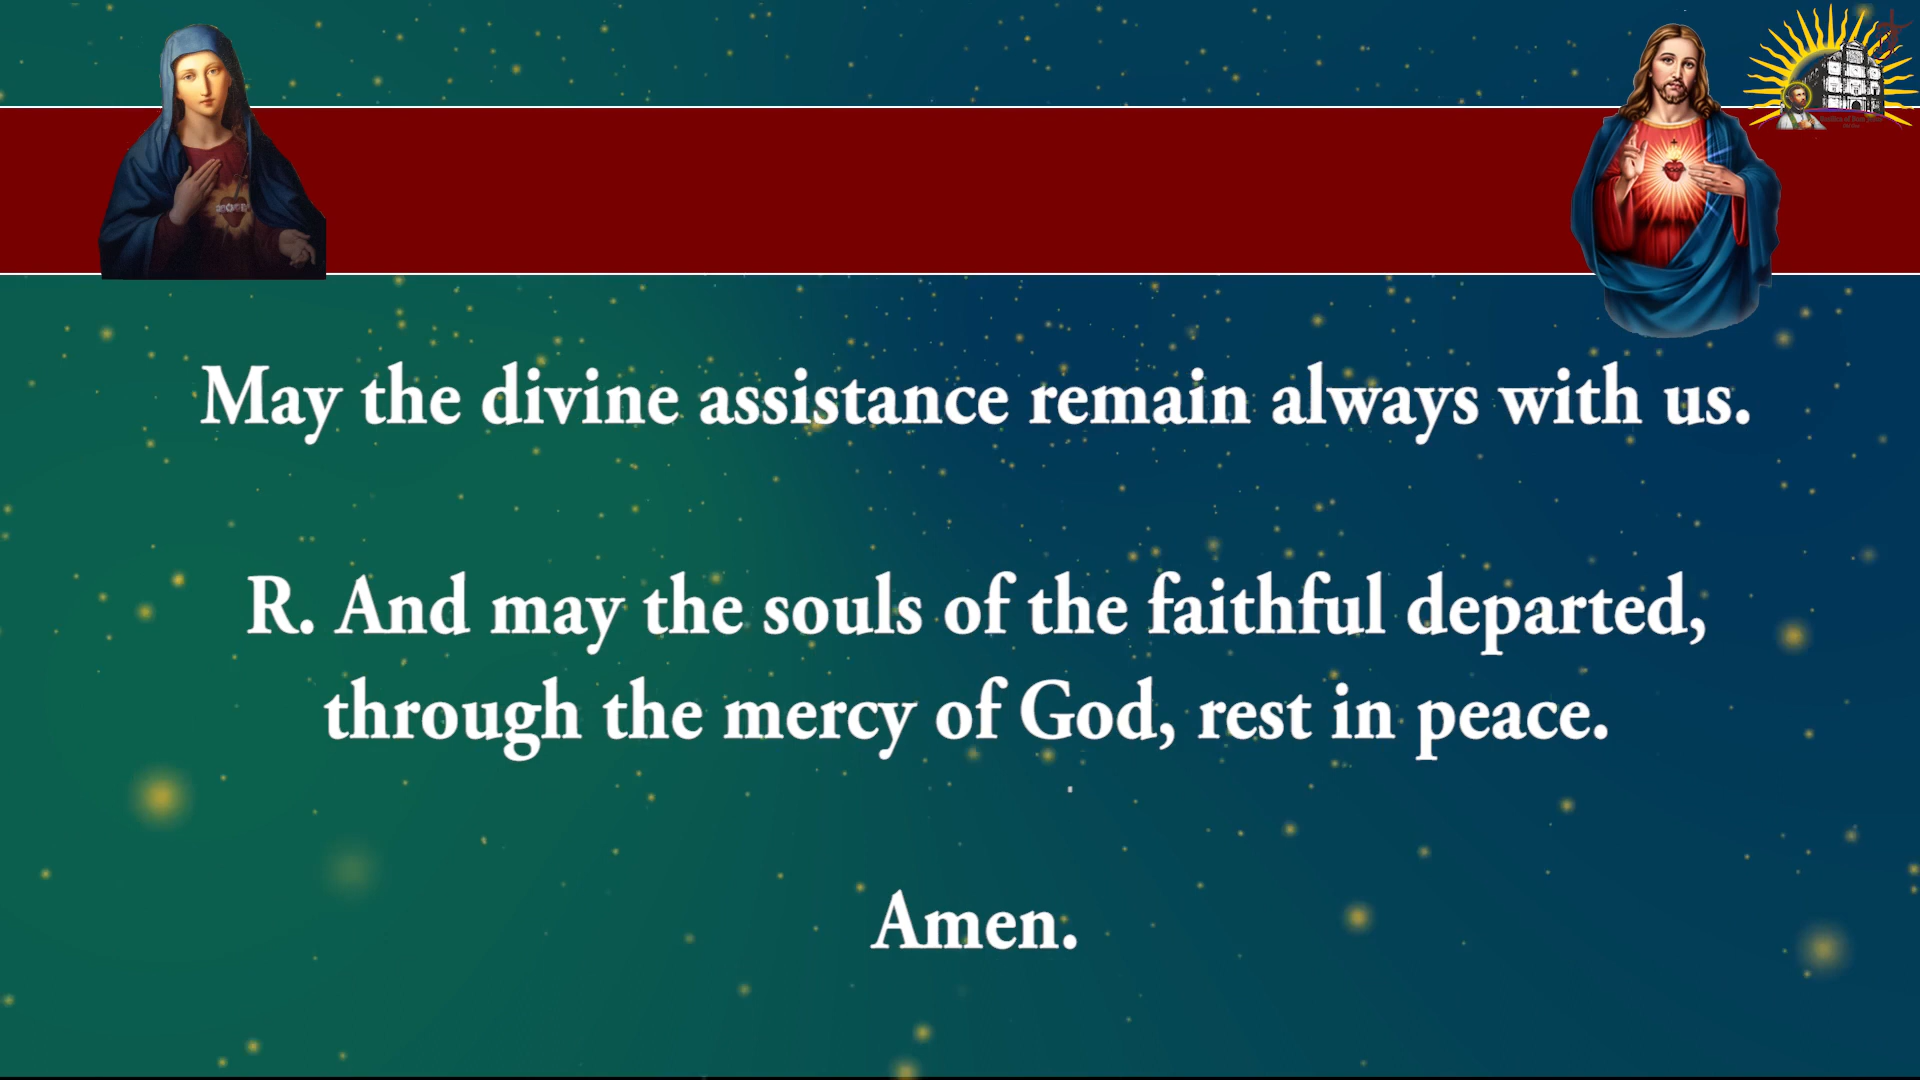 May the divine assistance remain always with us.
R. And may the souls of the faithful departed,
through the mercy of God, rest in peace.
Amen.